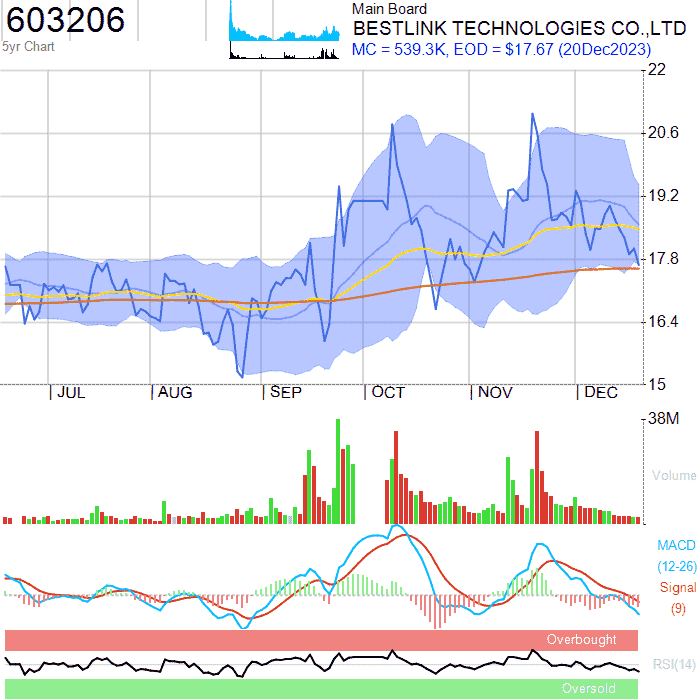 603206
5yr Chart
Main Board
BESTLINK TECHNOLOGIES CO.,LTD
MC = 539.3K, EOD = $17.67 (20Dec2023)
22
20.6
19.2
17.8
16.4
15
JUL
AUG
SEP
OCT
NOV
DEC
38M
Volume
MACD
(12-26)
Signal
(9)
Overbought
RSI(14)
Oversold